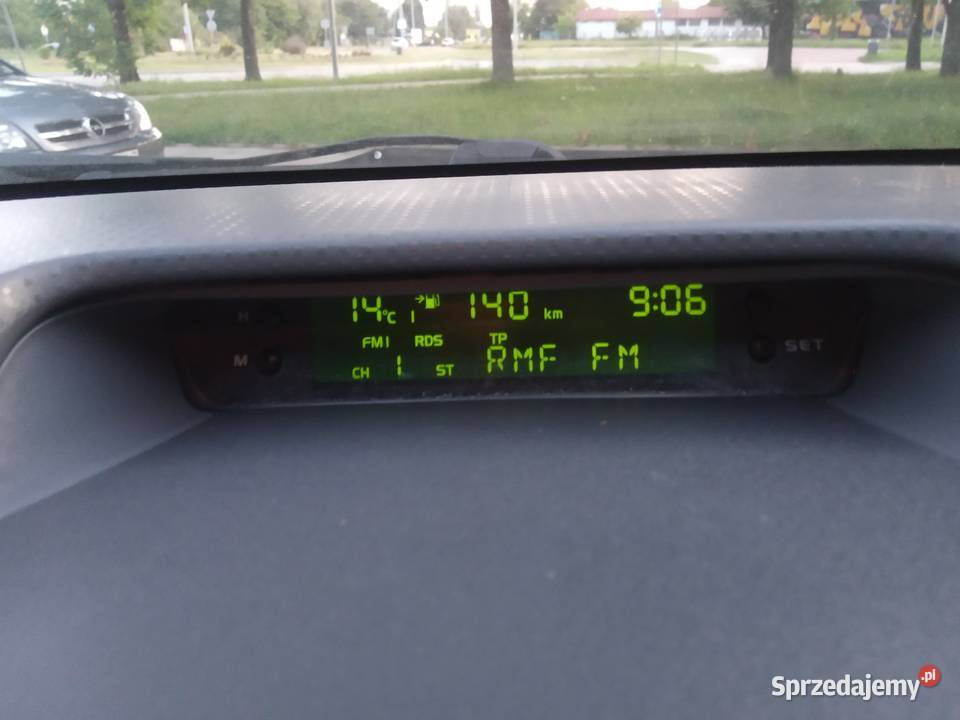 14°C 140 km 9:06
H
FM1 RDS TP
M CH 1 ST RMF FM SET
Sprzedajemy.pl